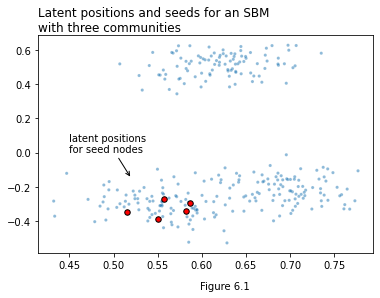 Latent positions and seeds for an SBM
with three communities
0.6
0.4
0.2
0.0
−0.2
−0.4
latent positions
for seed nodes
0.45 0.50 0.55 0.60 0.65 0.70 0.75
Figure 6.1